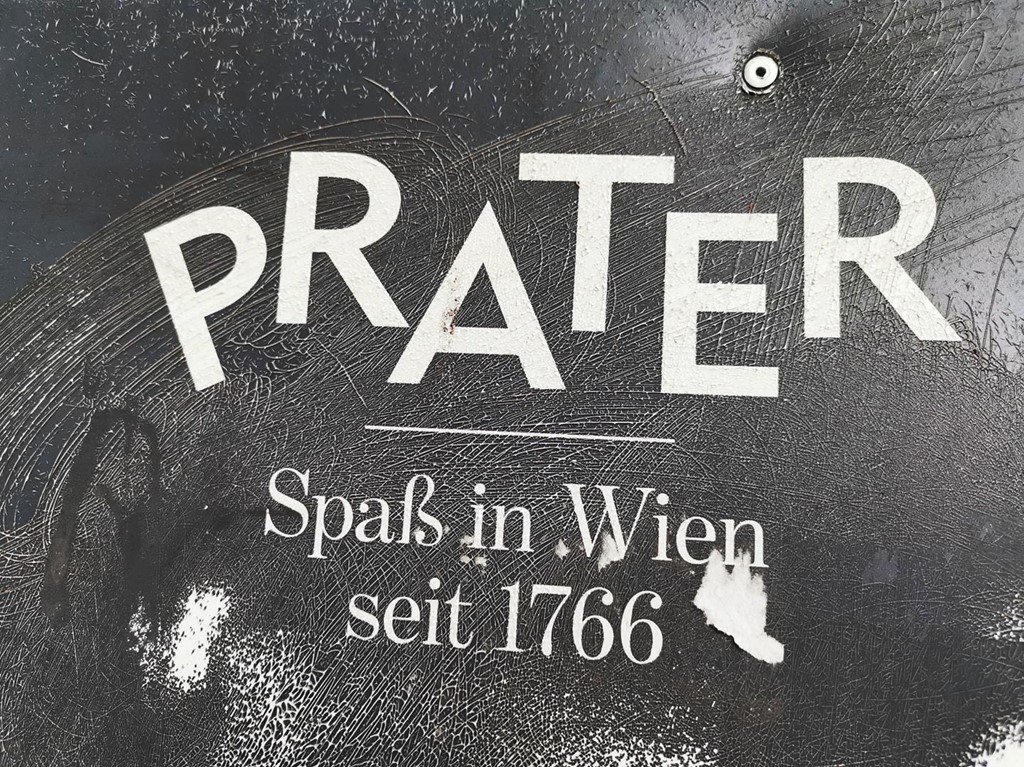 PRATER
Spaß in Wien
seit 1766